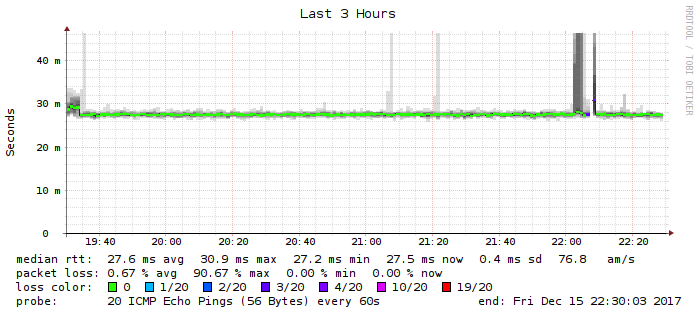 Last 3 Hours
RRDTOOL / TOBI OETIKER
Seconds
40 m
30 m
20 m
10 m
0
19:40 20:00 20:20 20:40 21:00 21:20 21:40 22:00 22:20
median rtt: 27.6 ms avg 30.9 ms max 27.2 ms min 27.5 ms now 0.4 ms sd 76.8 am/s
packet loss: 0.67 % avg 90.67 % max 0.00 % min 0.00 % now
loss color: 0 1/20 2/20 3/20 4/20 10/20 19/20
probe: 20 ICMP Echo Pings (56 Bytes) every 60s end: Fri Dec 15 22:30:03 2017